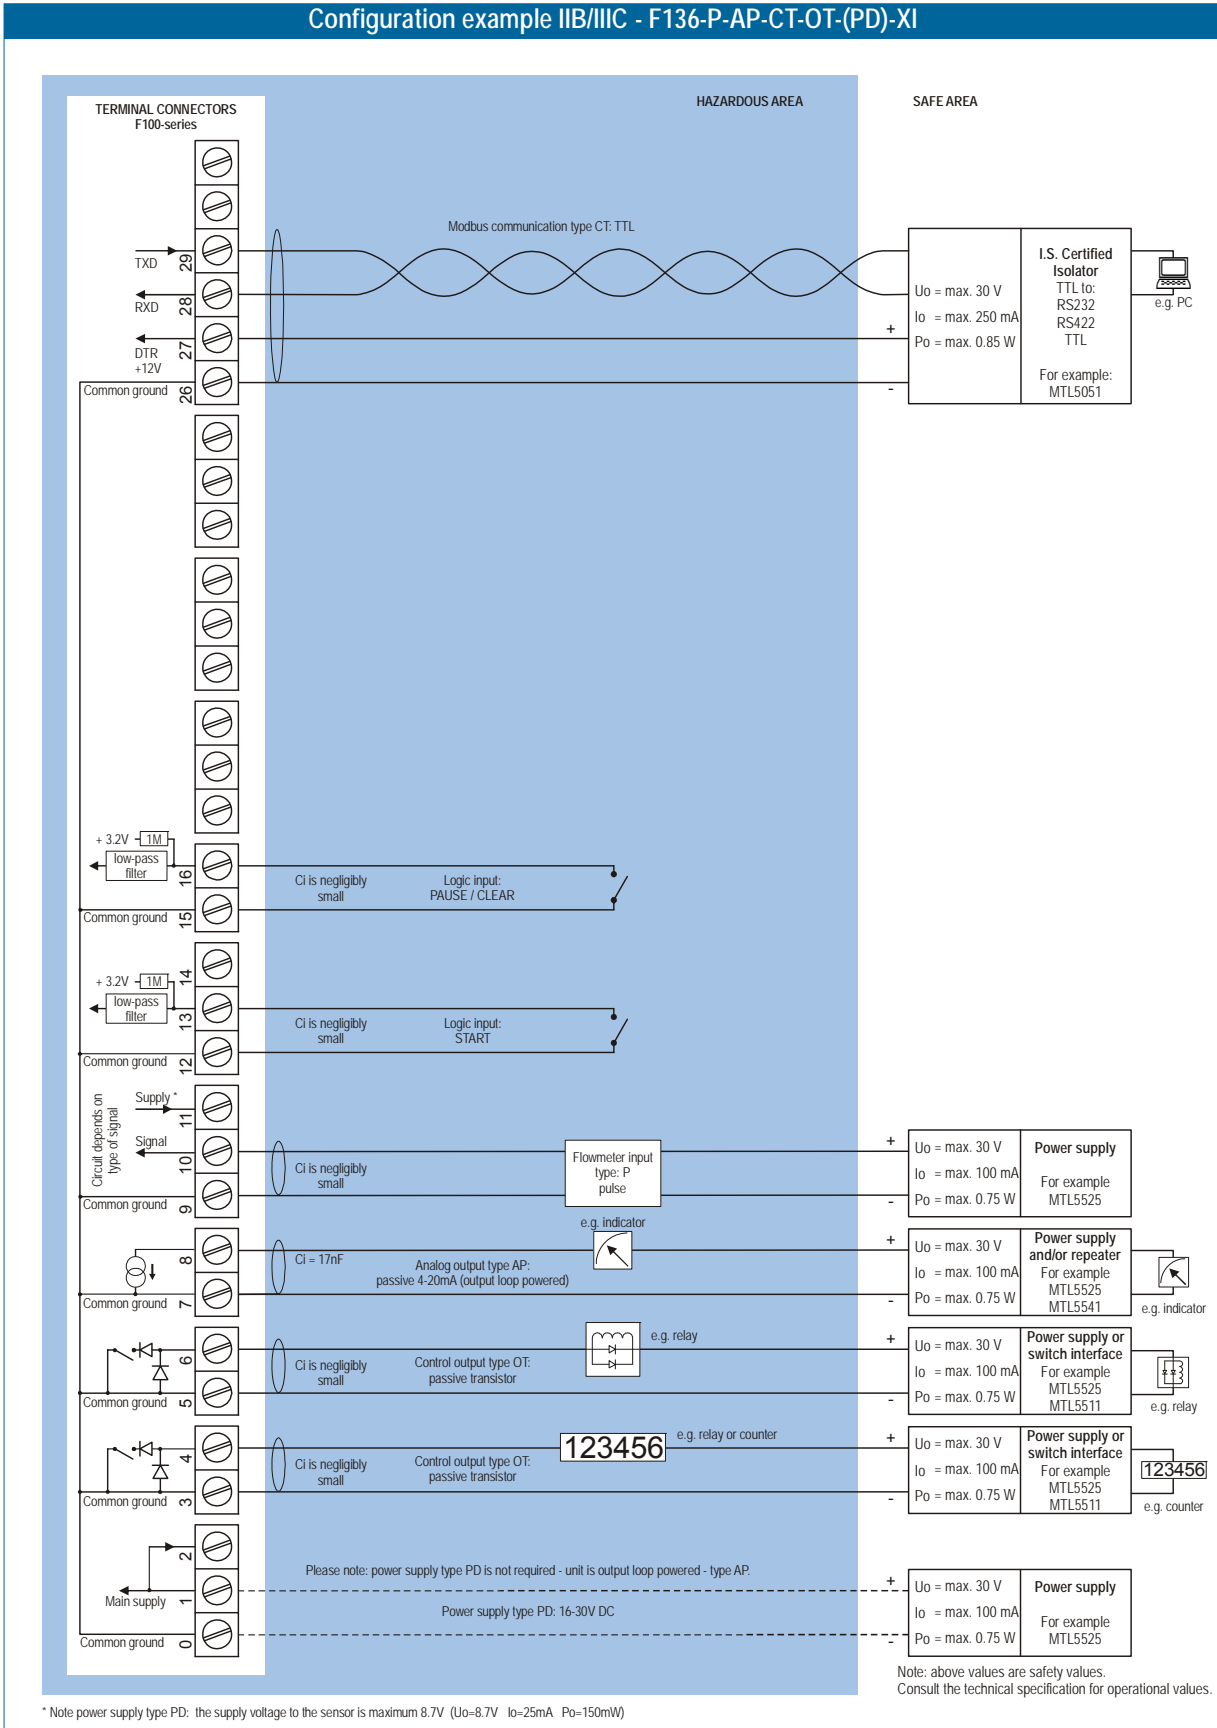 Configuration example IIB/IIIC - F136-P-AP-CT-OT-(PD)-XI
TERMINAL CONNECTORS
F100-series
HAZARDOUS AREA
SAFE AREA
Modbus communication type CT: TTL
TXD
29
RXD
28
DTR
+12V
27
Common ground
26
Uo = max. 30 V
Io = max. 250 mA
Po = max. 0.85 W
+
-
I.S. Certified
Isolator
TTL to:
RS232
RS422
TTL
For example:
MTL5051
e.g. PC
+ 3.2V
1M
low-pass
filter
16
Common ground
15
Ci is negligibly
small
Logic input:
PAUSE / CLEAR
14
+ 3.2V
1M
low-pass
filter
13
Common ground
12
Ci is negligibly
small
Logic input:
START
Circuit depends on
type of signal
Supply *
11
Signal
10
Common ground
9
Ci is negligibly
small
Flowmeter input
type: P
pulse
+
-
Uo = max. 30 V
Io = max. 100 mA
Po = max. 0.75 W
Power supply
For example
MTL5525
8
Common ground
7
Ci = 17nF
e.g. indicator
Analog output type AP:
passive 4-20mA (output loop powered)
+
-
Uo = max. 30 V
Io = max. 100 mA
Po = max. 0.75 W
Power supply
and/or repeater
For example
MTL5525
MTL5541
e.g. indicator
6
Common ground
5
Ci is negligibly
small
Control output type OT:
passive transistor
e.g. relay
+
-
Uo = max. 30 V
Io = max. 100 mA
Po = max. 0.75 W
Power supply or
switch interface
For example
MTL5525
MTL5511
e.g. relay
4
Common ground
3
Ci is negligibly
small
Control output type OT:
passive transistor
123456
e.g. relay or counter
+
-
Uo = max. 30 V
Io = max. 100 mA
Po = max. 0.75 W
Power supply or
switch interface
For example
MTL5525
MTL5511
123456
e.g. counter
2
Main supply
1
Common ground
0
Please note: power supply type PD is not required - unit is output loop powered - type AP.
Power supply type PD: 16-30V DC
+
-
Uo = max. 30 V
Io = max. 100 mA
Po = max. 0.75 W
Power supply
For example
MTL5525
Note: above values are safety values.
Consult the technical specification for operational values.
* Note power supply type PD: the supply voltage to the sensor is maximum 8.7V (Uo=8.7V Io=25mA Po=150mW)